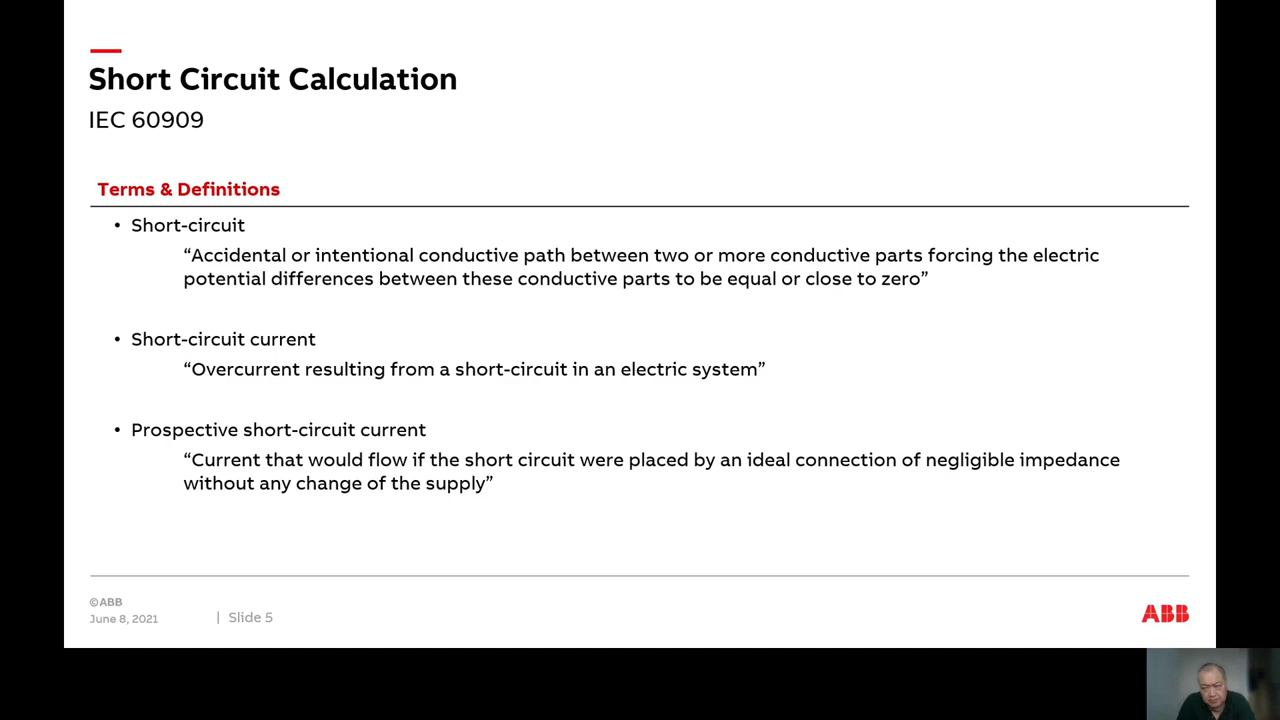 Short Circuit Calculation
IEC 60909
Terms & Definitions
• Short-circuit
“Accidental or intentional conductive path between two or more conductive parts forcing the electric
potential differences between these conductive parts to be equal or close to zero”
• Short-circuit current
“Overcurrent resulting from a short-circuit in an electric system”
• Prospective short-circuit current
“Current that would flow if the short circuit were placed by an ideal connection of negligible impedance
without any change of the supply”
©ABB
June 8, 2021 | Slide 5
ABB